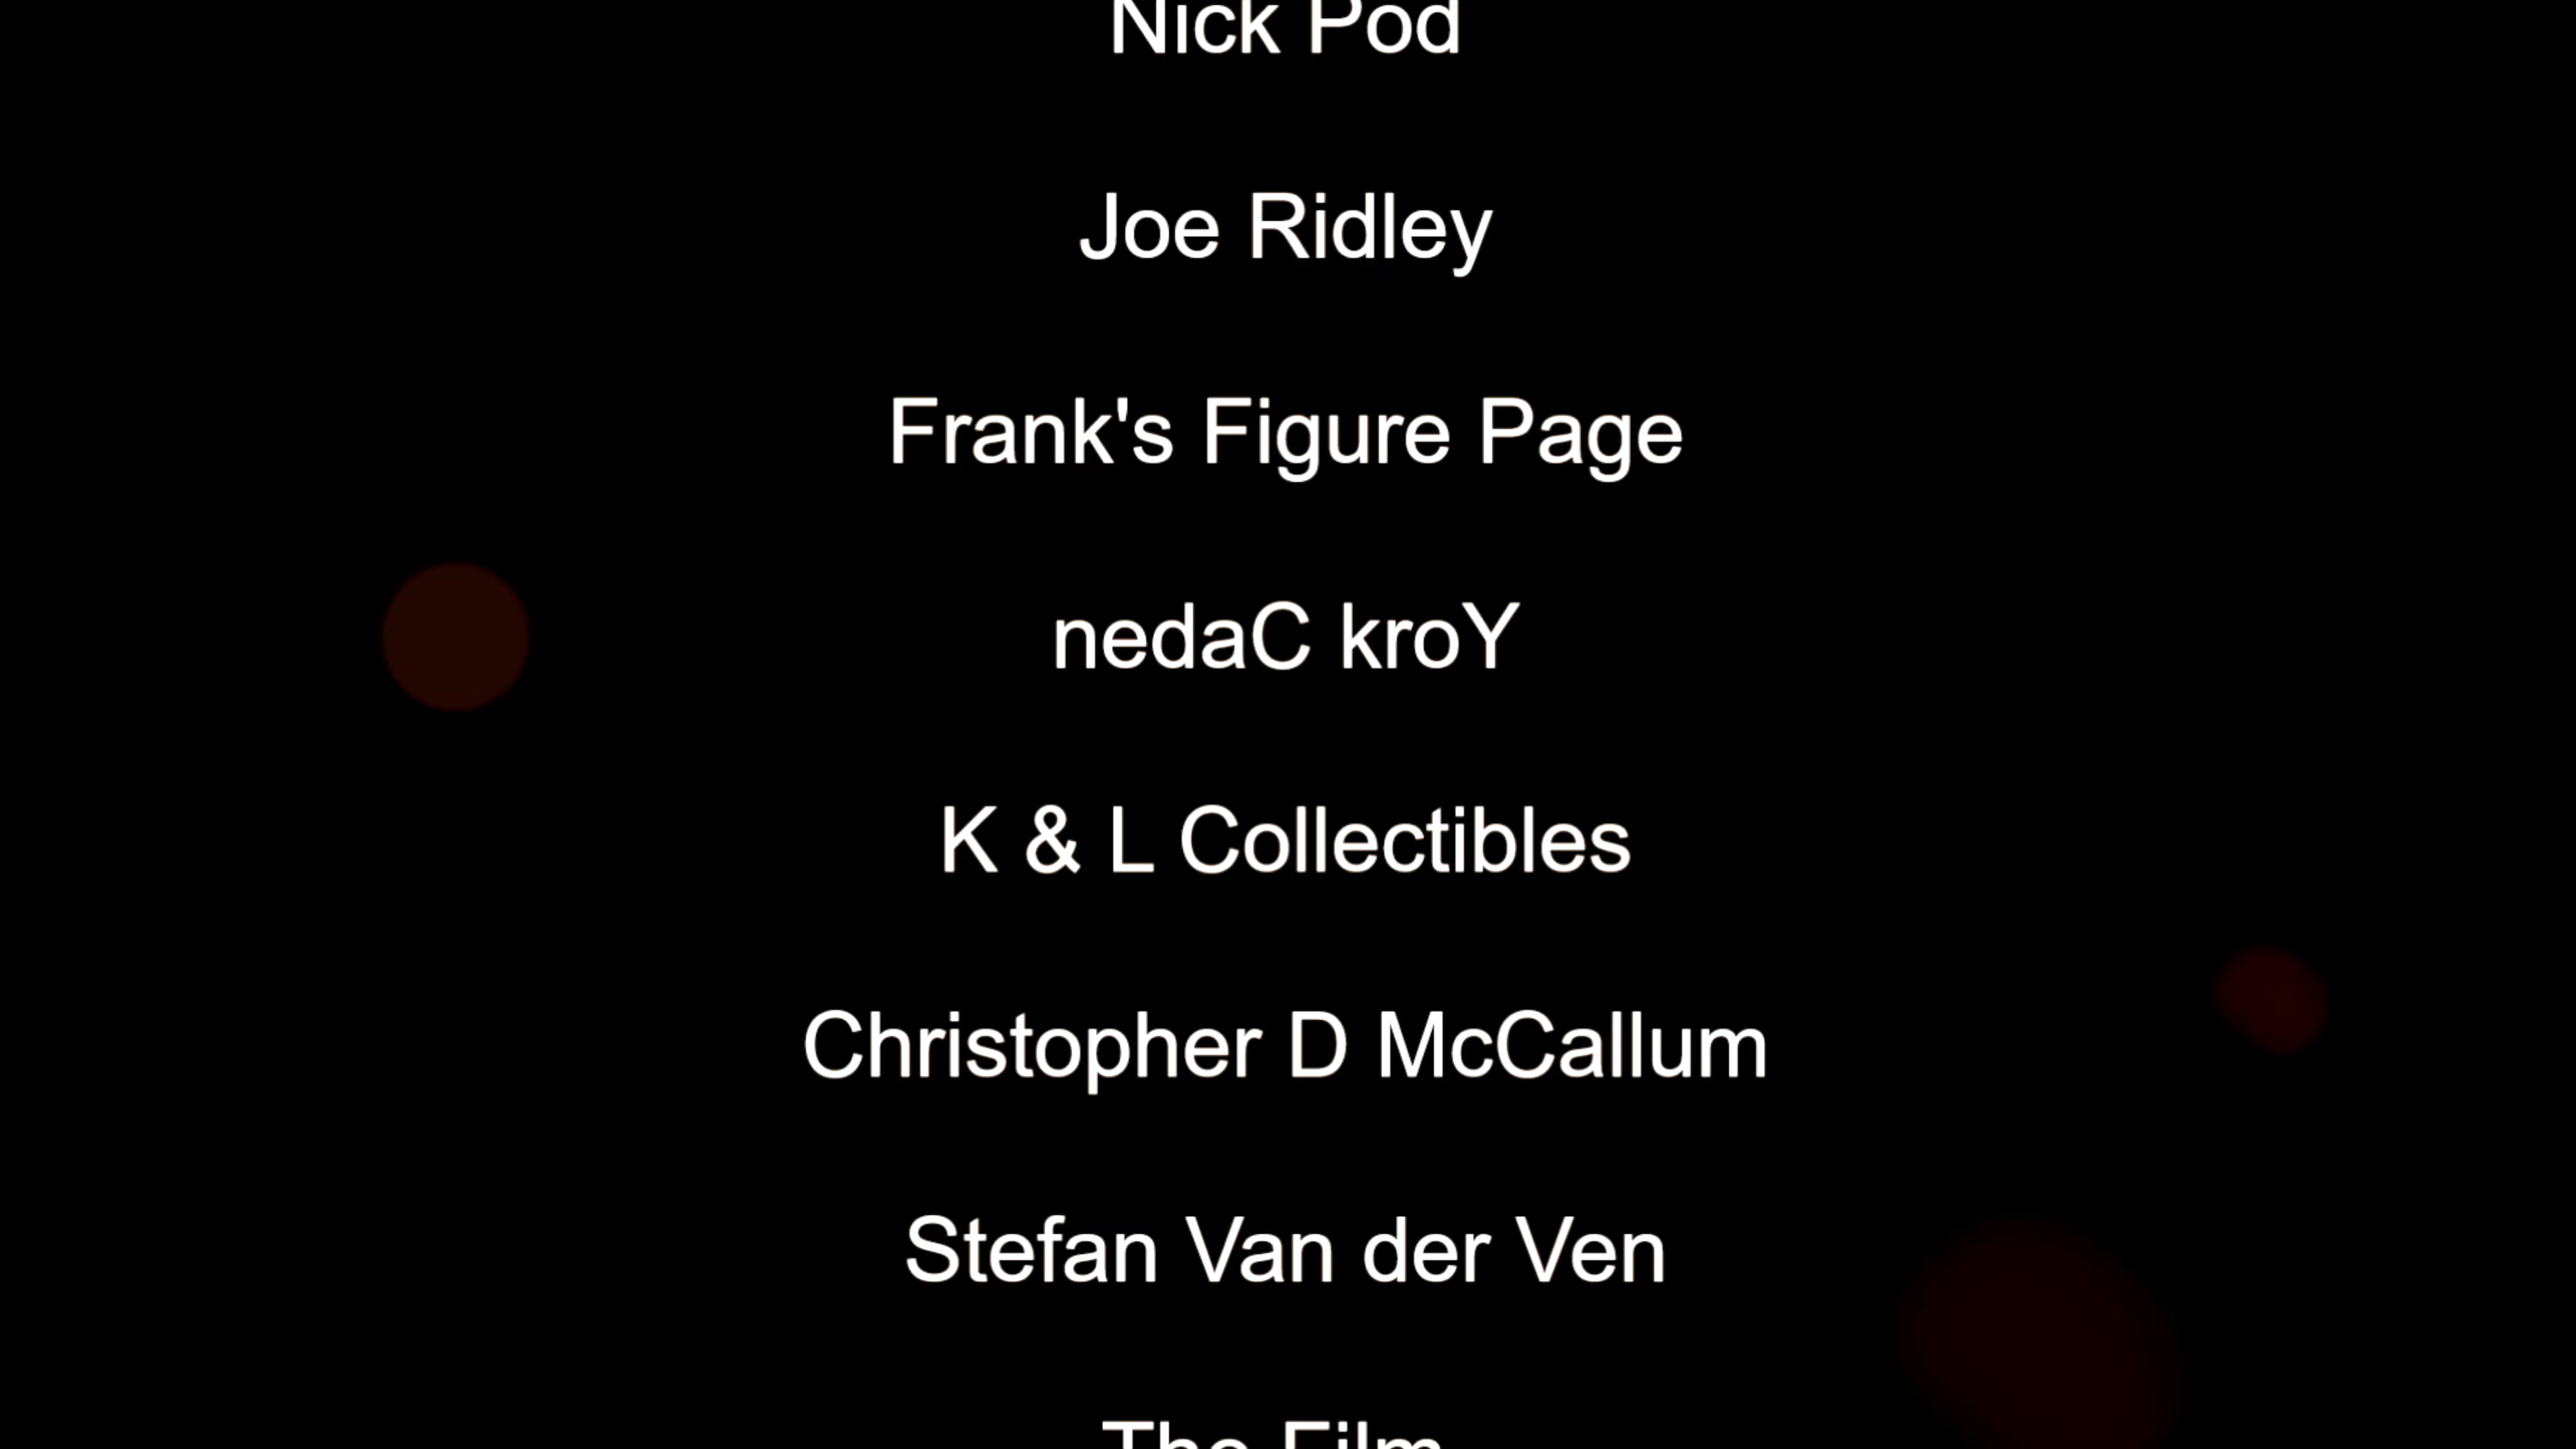 Nick Pod
Joe Ridley
Frank's Figure Page
nedaC kroY
K & L Collectibles
Christopher D McCallum
Stefan Van der Ven
The Film